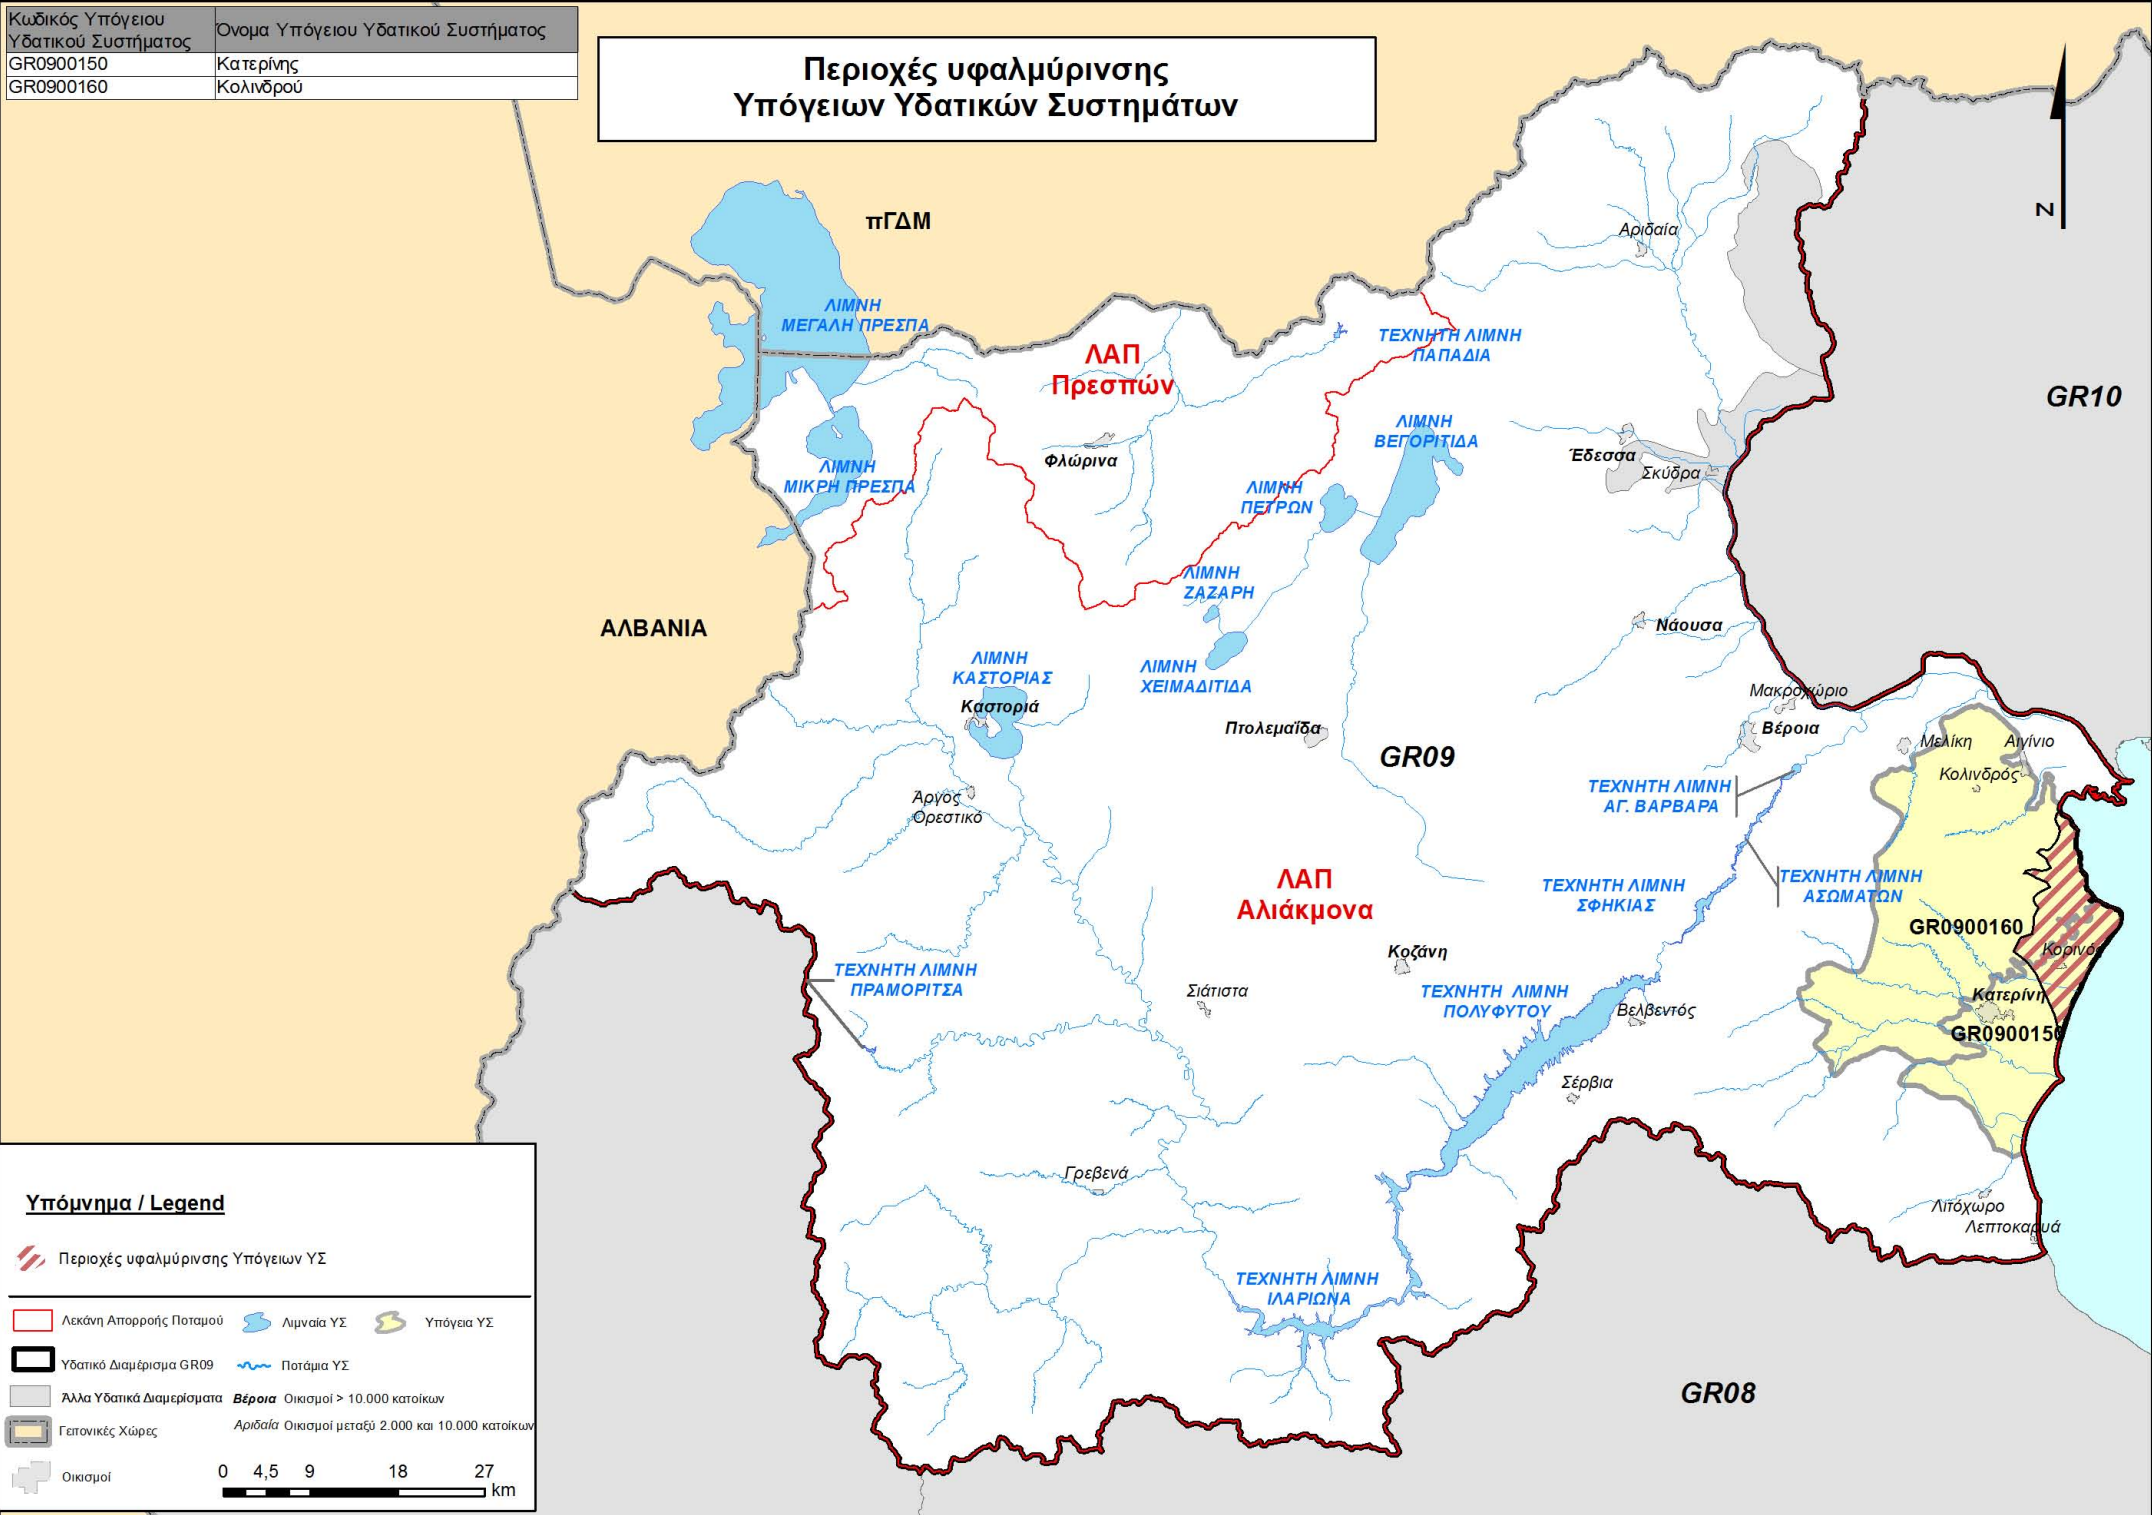 Κωδικός Υπόγειου
Υδατικού Συστήματος
Όνομα Υπόγειου Υδατικού Συστήματος
GR0900150
Κατερίνης
GR0900160
Κολινδρού
Περιοχές υφαλμύρινσης
Υπόγειων Υδατικών Συστημάτων
N
πΓΔΜ
Αριδαία
ΛΙΜΝΗ
ΜΕΓΑΛΗ ΠΡΕΣΠΑ
ΛΑΠ
Πρεσπών
ΤΕΧΝΗΤΗ ΛΙΜΝΗ
ΠΑΠΑΔΙΑ
GR10
ΛΙΜΝΗ
ΒΕΓΟΡΙΤΙΔΑ
Φλώρινα
Έδεσσα
Σκύδρα
ΛΙΜΝΗ
ΜΙΚΡΗ ΠΡΕΣΠΑ
ΛΙΜΝΗ
ΠΕΤΡΩΝ
ΛΙΜΝΗ
ΖΑΖΑΡΗ
ΑΛΒΑΝΙΑ
Νάουσα
ΛΙΜΝΗ
ΚΑΣΤΟΡΙΑΣ
Καστοριά
ΛΙΜΝΗ
ΧΕΙΜΑΔΙΤΙΔΑ
Πτολεμαΐδα
GR09
Μακροχώριο
Βέροια
Μελίκη
Αιγίνιο
Κολινδρός
ΤΕΧΝΗΤΗ ΛΙΜΝΗ
ΑΓ. ΒΑΡΒΑΡΑ
Άργος
Ορεστικό
ΛΑΠ
Αλιάκμονα
ΤΕΧΝΗΤΗ ΛΙΜΝΗ
ΣΦΗΚΙΑΣ
ΤΕΧΝΗΤΗ ΛΙΜΝΗ
ΑΣΩΜΑΤΩΝ
GR0900160
Κορινός
Κοζάνη
ΤΕΧΝΗΤΗ ΛΙΜΝΗ
ΠΡΑΜΟΡΙΤΣΑ
Σιάτιστα
ΤΕΧΝΗΤΗ ΛΙΜΝΗ
ΠΟΛΥΦΥΤΟΥ
Βελβεντός
Κατερίνη
GR0900150
Σέρβια
Γρεβενά
Λιτόχωρο
Λεπτοκαρυά
ΤΕΧΝΗΤΗ ΛΙΜΝΗ
ΙΛΑΡΙΩΝΑ
GR08
Υπόμνημα / Legend
Περιοχές υφαλμύρινσης Υπόγειων ΥΣ
Λεκάνη Απορροής Ποταμού
Λιμναία ΥΣ
Υπόγεια ΥΣ
Υδατικό Διαμέρισμα GR09
Ποτάμια ΥΣ
Άλλα Υδατικά Διαμερίσματα
Βέροια Οικισμοί > 10.000 κατοίκων
Γειτονικές Χώρες
Αριδαία Οικισμοί μεταξύ 2.000 και 10.000 κατοίκων
Οικισμοί
0 4,5 9 18 27
km